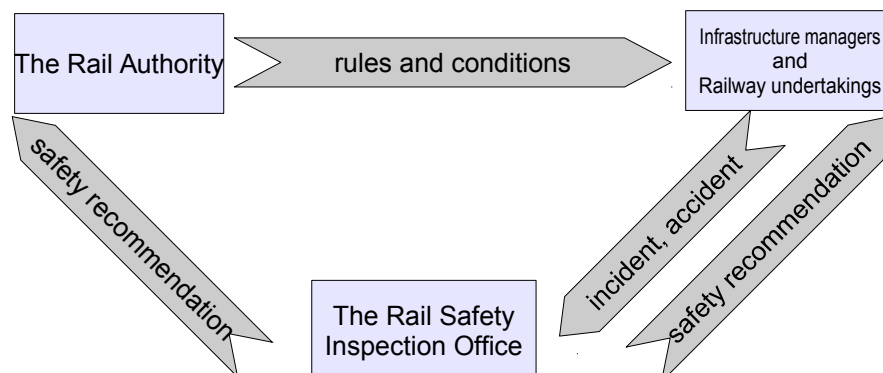 The Rail Authority
rules and conditions
Infrastructure managers
and
Railway undertakings
safety recommendation
incident, accident
safety recommendation
The Rail Safety
Inspection Office